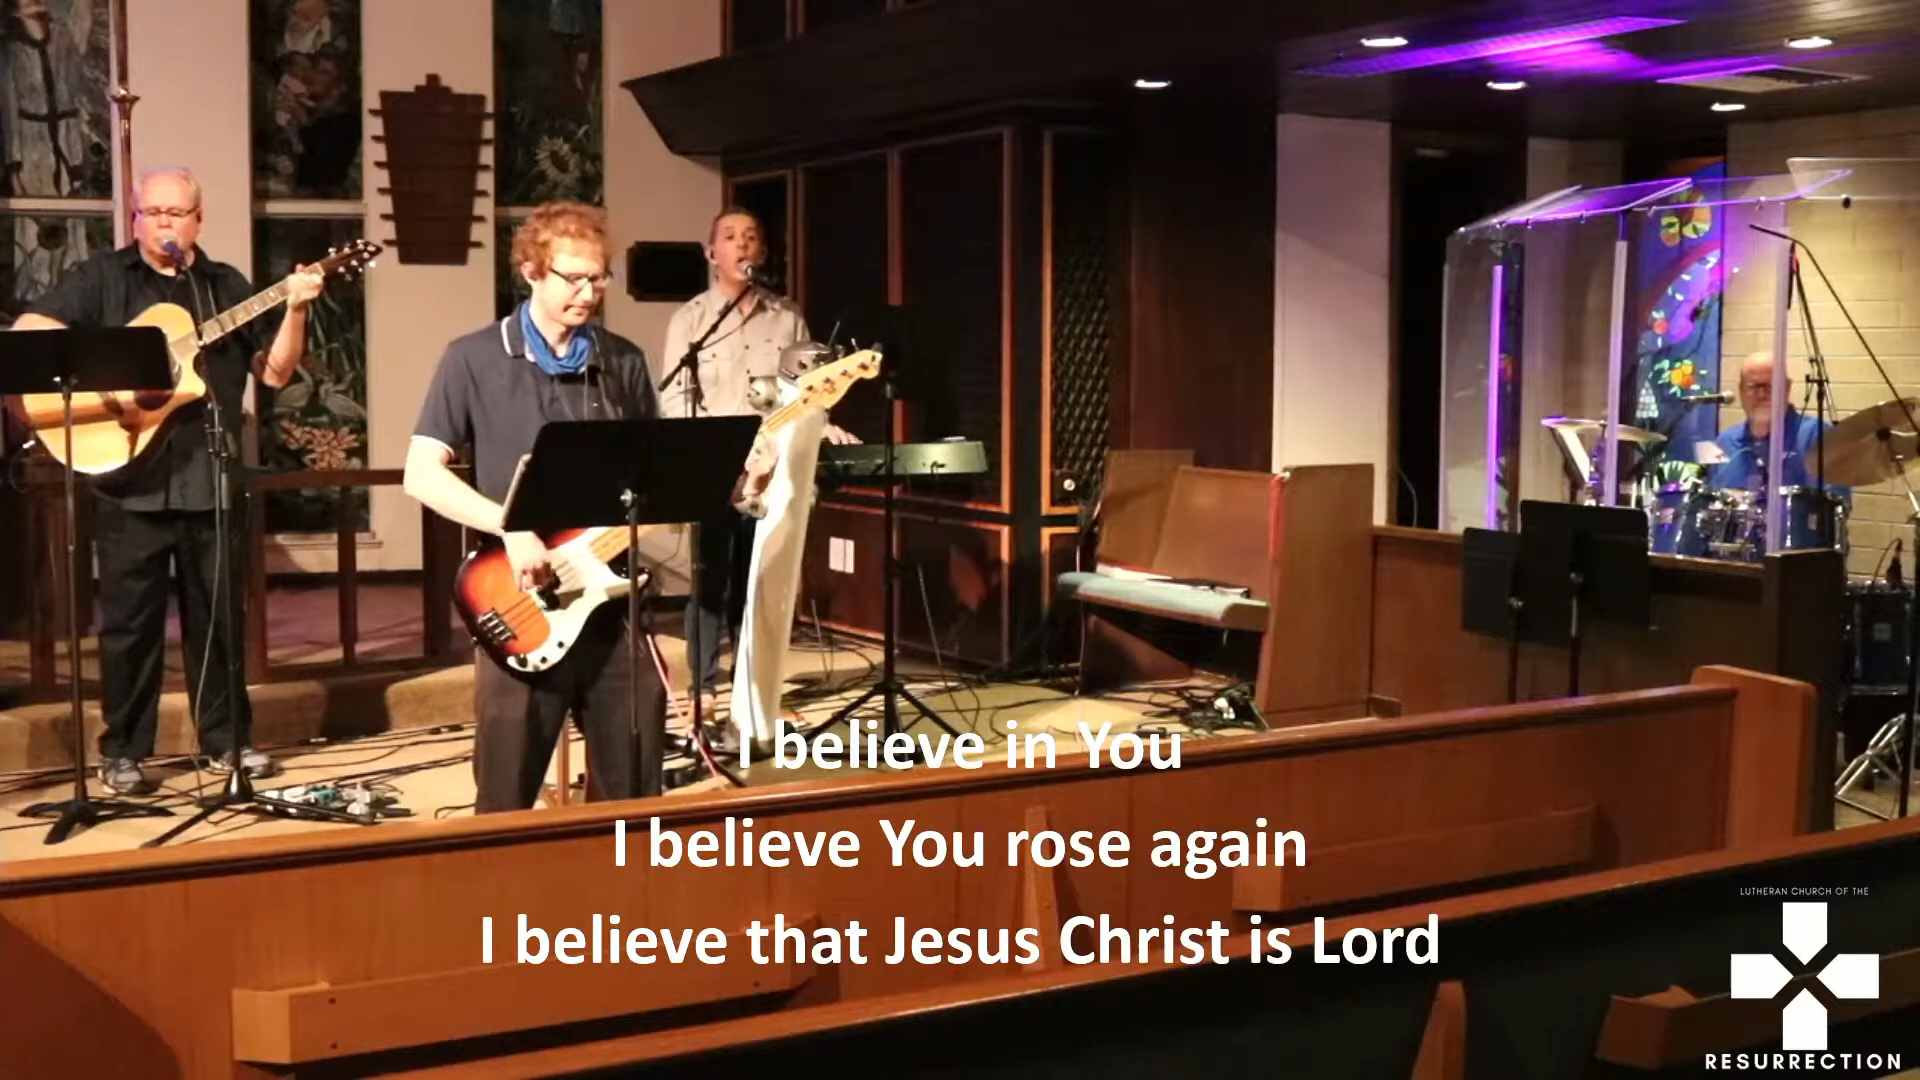 I believe in You
I believe You rose again
I believe that Jesus Christ is Lord
LUTHERAN CHURCH OF THE
RESURRECTION